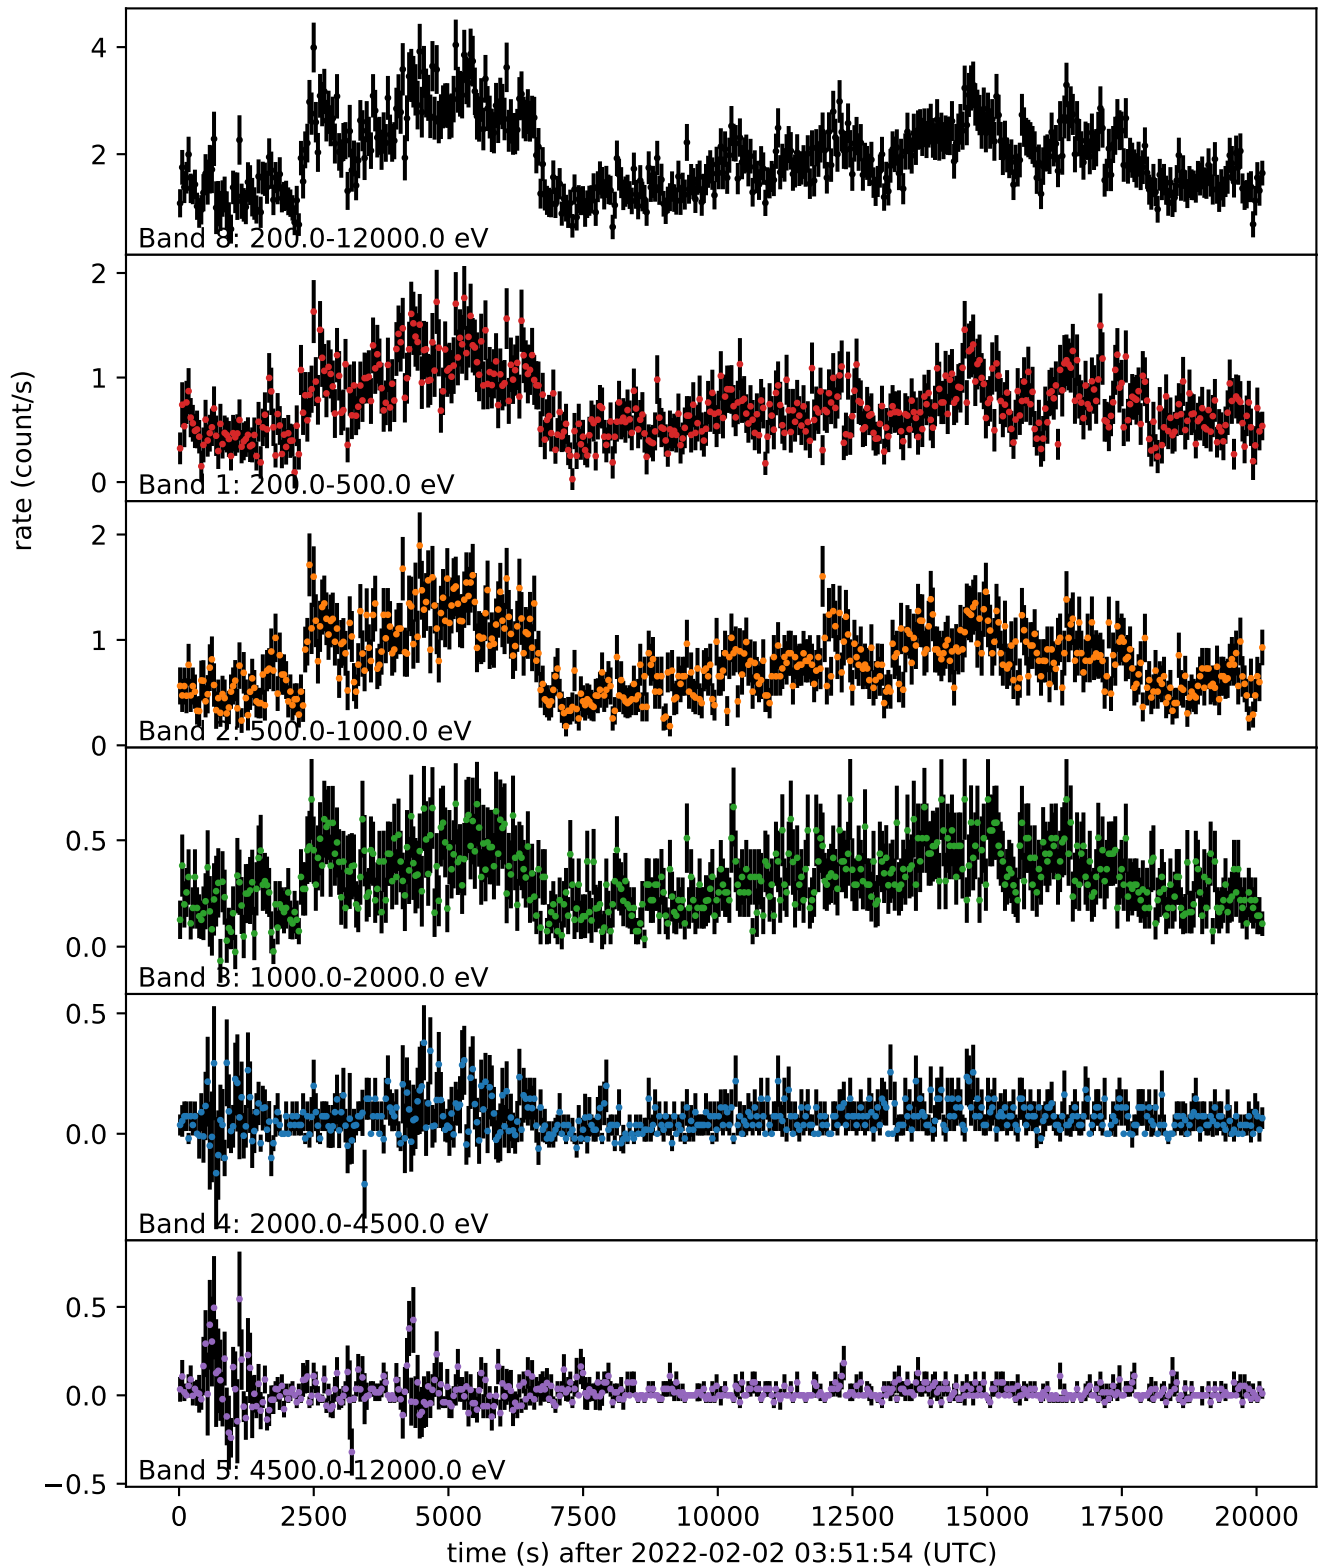 rate (count/s)
4
2
Band 8: 200.0-12000.0 eV
2
1
0
Band 1: 200.0-500.0 eV
2
1
0
Band 2: 500.0-1000.0 eV
0.5
0.0
Band 3: 1000.0-2000.0 eV
0.5
0.0
Band 4: 2000.0-4500.0 eV
0.5
0.0
−0.5
Band 5: 4500.0-12000.0 eV
0 2500 5000 7500 10000 12500 15000 17500 20000
time (s) after 2022-02-02 03:51:54 (UTC)